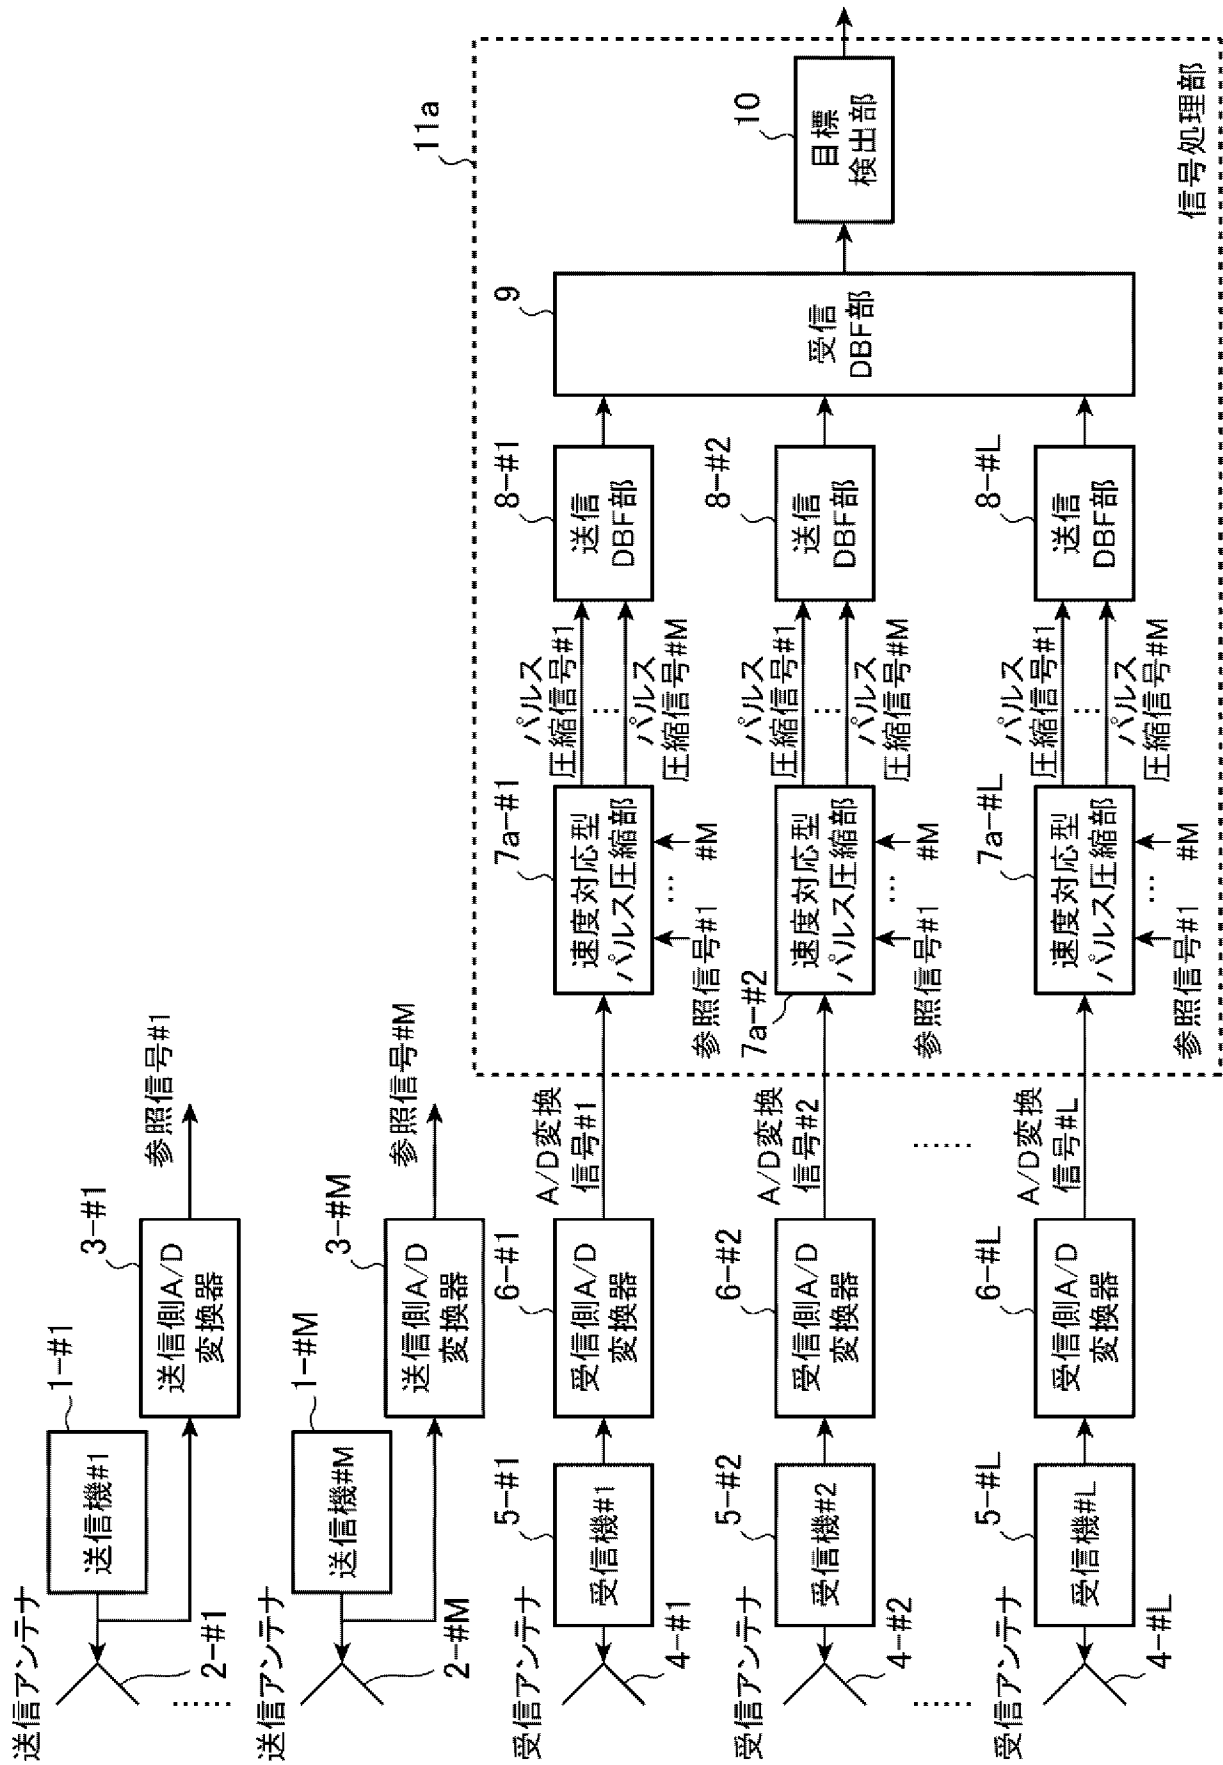 送信アンテナ
送信機#1
1-#1
2-#1
送信側A/D
変換器
3-#1
参照信号#1
……
送信アンテナ
送信機#M
1-#M
2-#M
送信側A/D
変換器
3-#M
参照信号#M
受信アンテナ
4-#1
受信機#1
5-#1
受信側A/D
変換器
6-#1
A/D変換
信号#1
速度対応型
パルス圧縮部
7a-#1
参照信号#1
…
#M
パルス
圧縮信号#1
…
パルス
圧縮信号#M
送信
DBF部
8-#1
受信アンテナ
4-#2
受信機#2
5-#2
受信側A/D
変換器
6-#2
A/D変換
信号#2
速度対応型
パルス圧縮部
7a-#2
参照信号#1
…
#M
パルス
圧縮信号#1
…
パルス
圧縮信号#M
送信
DBF部
8-#2
……
……
受信アンテナ
4-#L
受信機#L
5-#L
受信側A/D
変換器
6-#L
A/D変換
信号#L
速度対応型
パルス圧縮部
7a-#L
参照信号#1
…
#M
パルス
圧縮信号#1
…
パルス
圧縮信号#M
送信
DBF部
8-#L
受信
DBF部
9
目標
検出部
10
11a
信号処理部